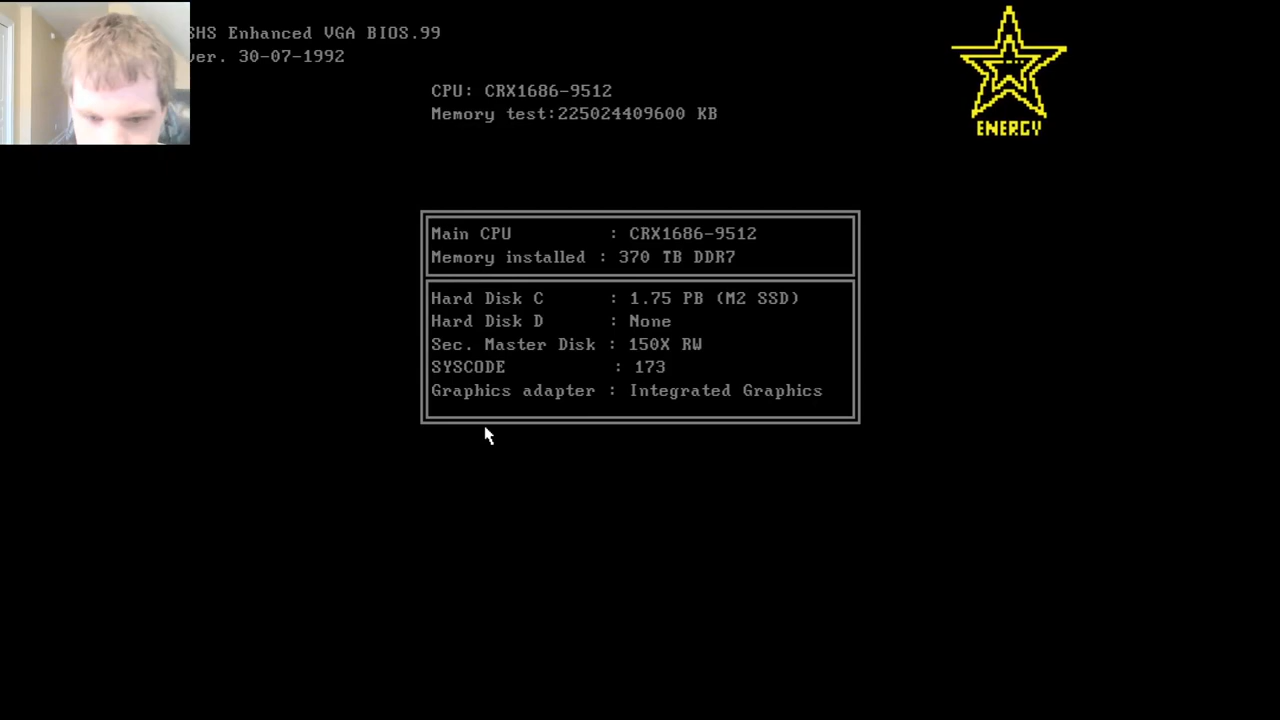 SHS Enhanced VGA BIOS.99
ver. 30-07-1992
CPU: CRX1686-9512
Memory test:225024409600 KB
ENERGY
Main CPU : CRX1686-9512
Memory installed : 370 TB DDR7
Hard Disk C : 1.75 PB (M2 SSD)
Hard Disk D : None
Sec. Master Disk : 150X RW
SYSCODE : 173
Graphics adapter : Integrated Graphics